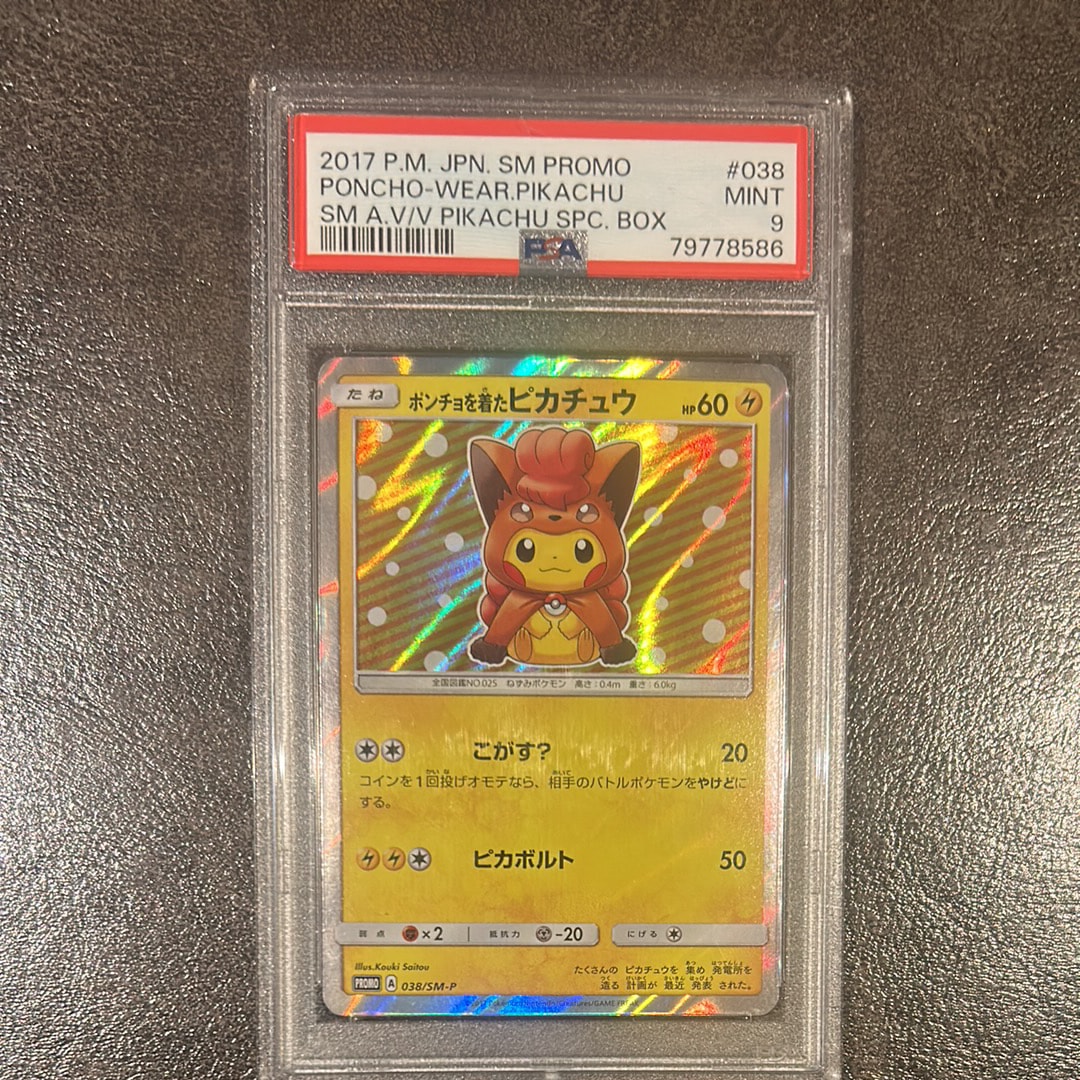 2017 P.M. JPN. SM PROMO #038
PONCHO-WEAR.PIKACHU MINT
SM A.V/V PIKACHU SPC. BOX 9
PSA 79778586
たね ポンチョを着たピカチュウ HP60
全国図鑑NO.025 ねずみポケモン 高さ:0.4m 重さ:6.0kg
こがす? 20
コインを1回投げオモテなら、相手のバトルポケモンをやけどに
する。
ピカボルト 50
弱点 ×2 抵抗力 -20 にげる
Illus.Kouki Saitou
たくさんの ピカチュウを 集め 発電所を
造る 計画が 最近 発表 された。
PROMO A 038/SM-P